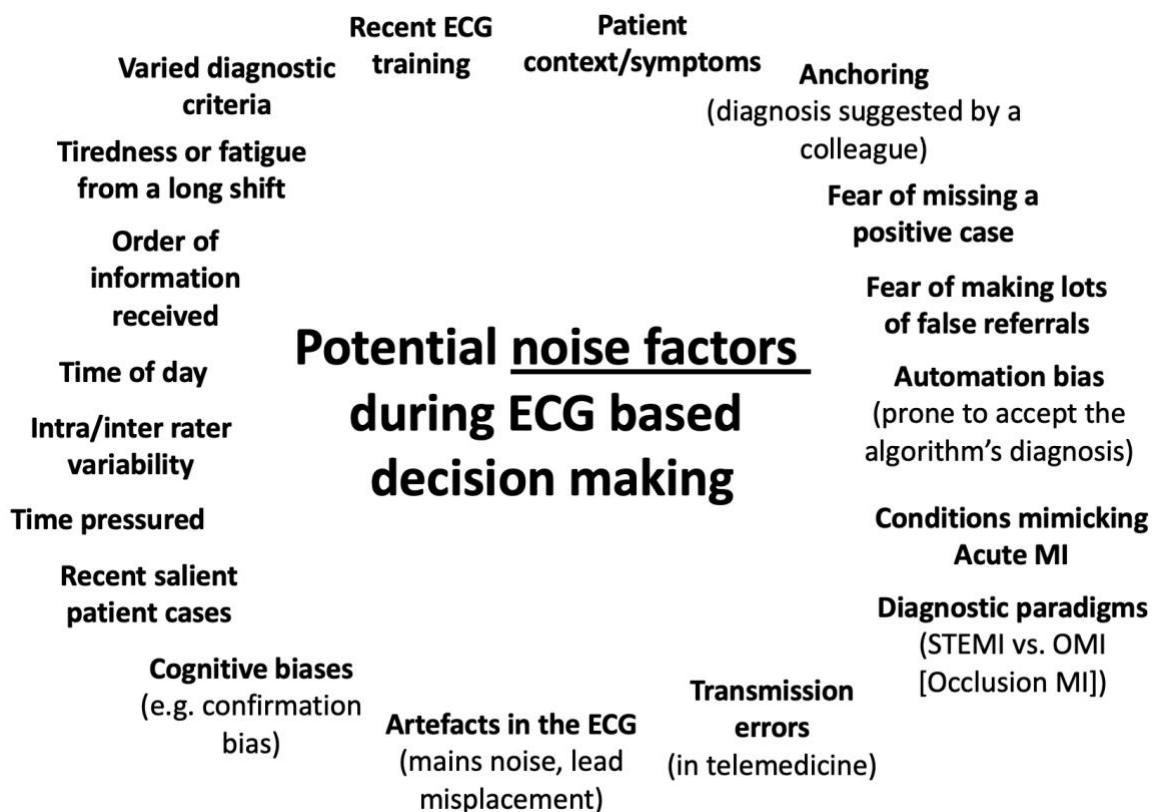 Recent ECG
training
Patient
context/symptoms
Varied diagnostic
criteria
Anchoring
(diagnosis suggested by a
colleague)
Tiredness or fatigue
from a long shift
Fear of missing a
positive case
Order of
information
received
Fear of making lots
of false referrals
Potential noise factors
during ECG based
decision making
Time of day
Automation bias
(prone to accept the
algorithm's diagnosis)
Intra/inter rater
variability
Time pressured
Conditions mimicking
Acute MI
Recent salient
patient cases
Diagnostic paradigms
(STEMI vs. OMI
[Occlusion MI])
Cognitive biases
(e.g. confirmation
bias)
Artefacts in the ECG
(mains noise, lead
misplacement)
Transmission
errors
(in telemedicine)